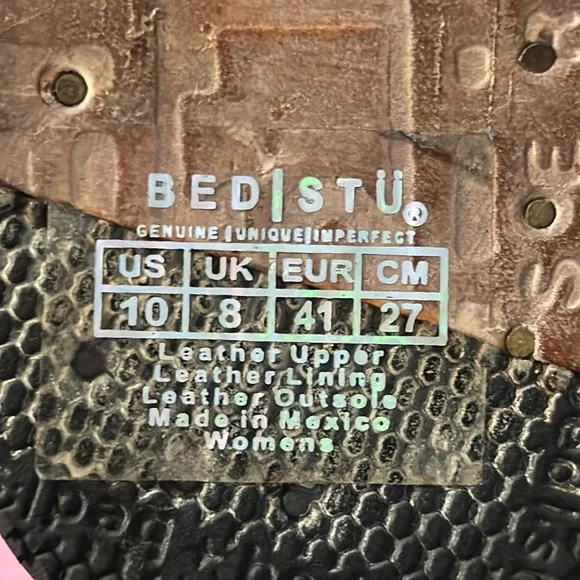 BED|STÜ®
GENUINE|UNIQUE|IMPERFECT
US UK EUR CM
10 8 41 27
Leather Upper
Leather Lining
Leather Outsole
Made in Mexico
Womens